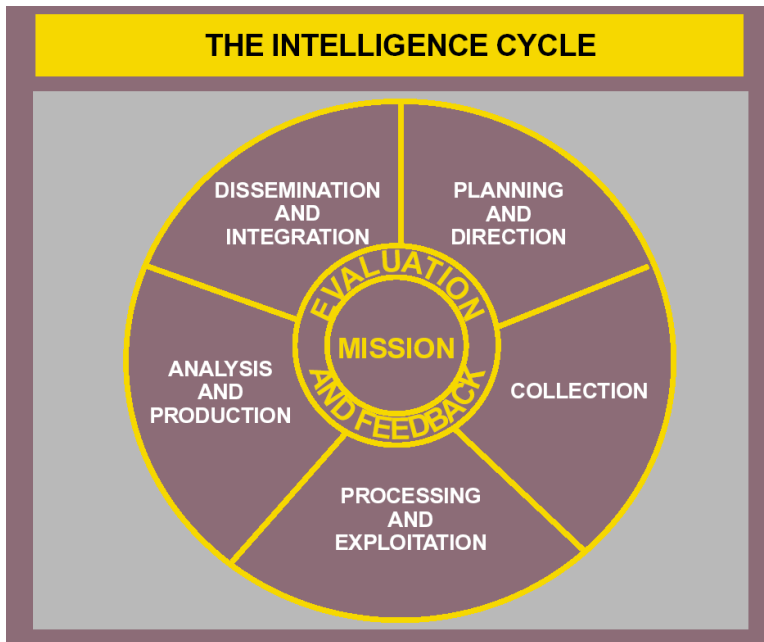 THE INTELLIGENCE CYCLE
DISSEMINATION
AND
INTEGRATION
PLANNING
AND
DIRECTION
EVALUATION
MISSION
AND FEEDBACK
ANALYSIS
AND
PRODUCTION
COLLECTION
PROCESSING
AND
EXPLOITATION